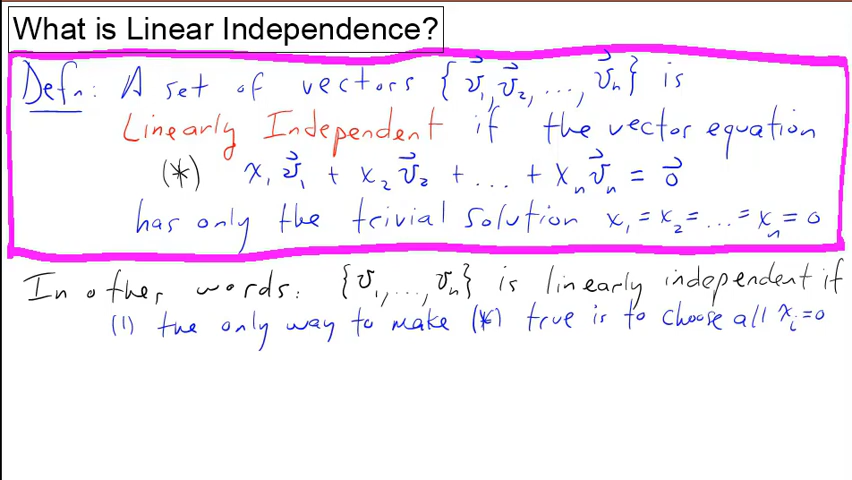 What is Linear Independence?
Defn: A set of vectors {v⃗₁, v⃗₂, ..., v⃗ₙ} is
Linearly Independent if the vector equation
(*) x₁v⃗₁ + x₂v⃗₂ + ... + xₙv⃗ₙ = 0⃗
has only the trivial solution x₁ = x₂ = ... = xₙ = 0
In other words: {v₁, ..., vₙ} is linearly independent if
(1) the only way to make (*) true is to choose all xᵢ = 0